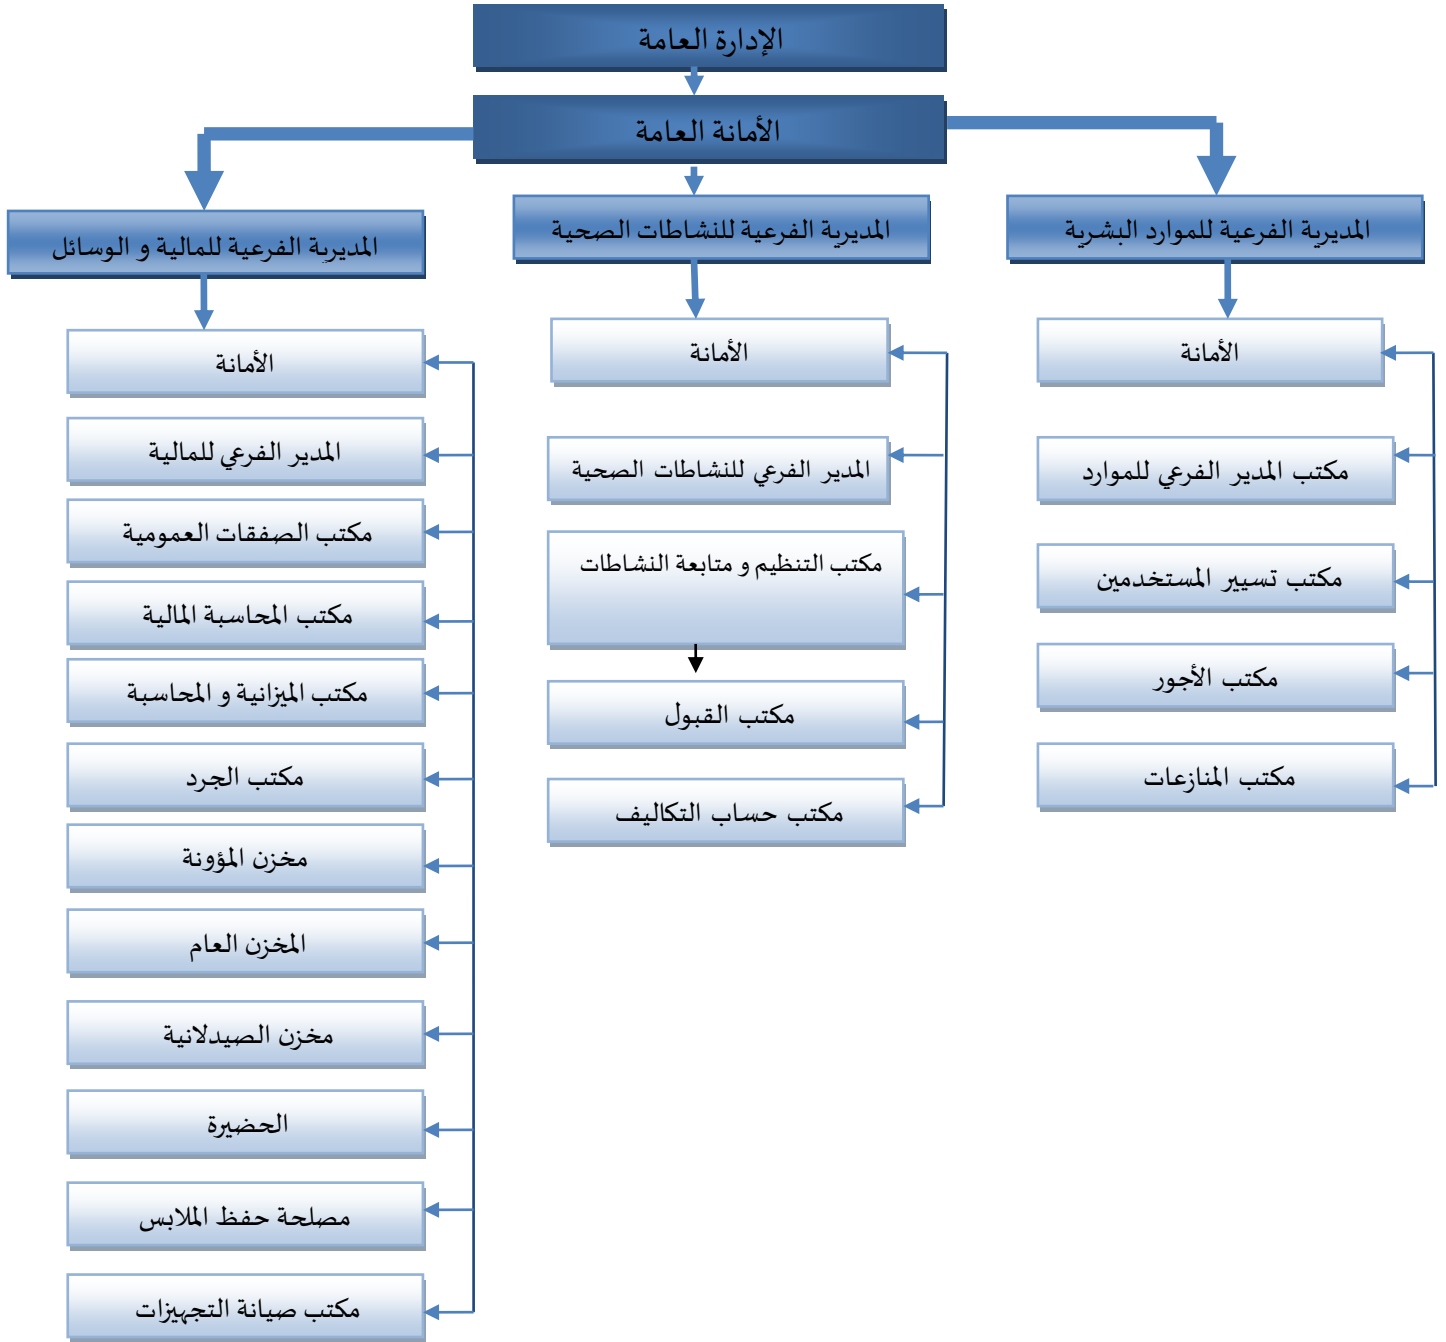 الإدارة العامة
الأمانة العامة
المديرية الفرعية للموارد البشرية
الأمانة
مكتب المدير الفرعي للموارد
مكتب تسيير المستخدمين
مكتب الأجور
مكتب المنازعات
المديرية الفرعية للنشاطات الصحية
الأمانة
المدير الفرعي للنشاطات الصحية
مكتب التنظيم و متابعة النشاطات
مكتب القبول
مكتب حساب التكاليف
المديرية الفرعية للمالية و الوسائل
الأمانة
المدير الفرعي للمالية
مكتب الصفقات العمومية
مكتب المحاسبة المالية
مكتب الميزانية و المحاسبة
مكتب الجرد
مخزن المؤونة
المخزن العام
مخزن الصيدلانية
الحضيرة
مصلحة حفظ الملابس
مكتب صيانة التجهيزات